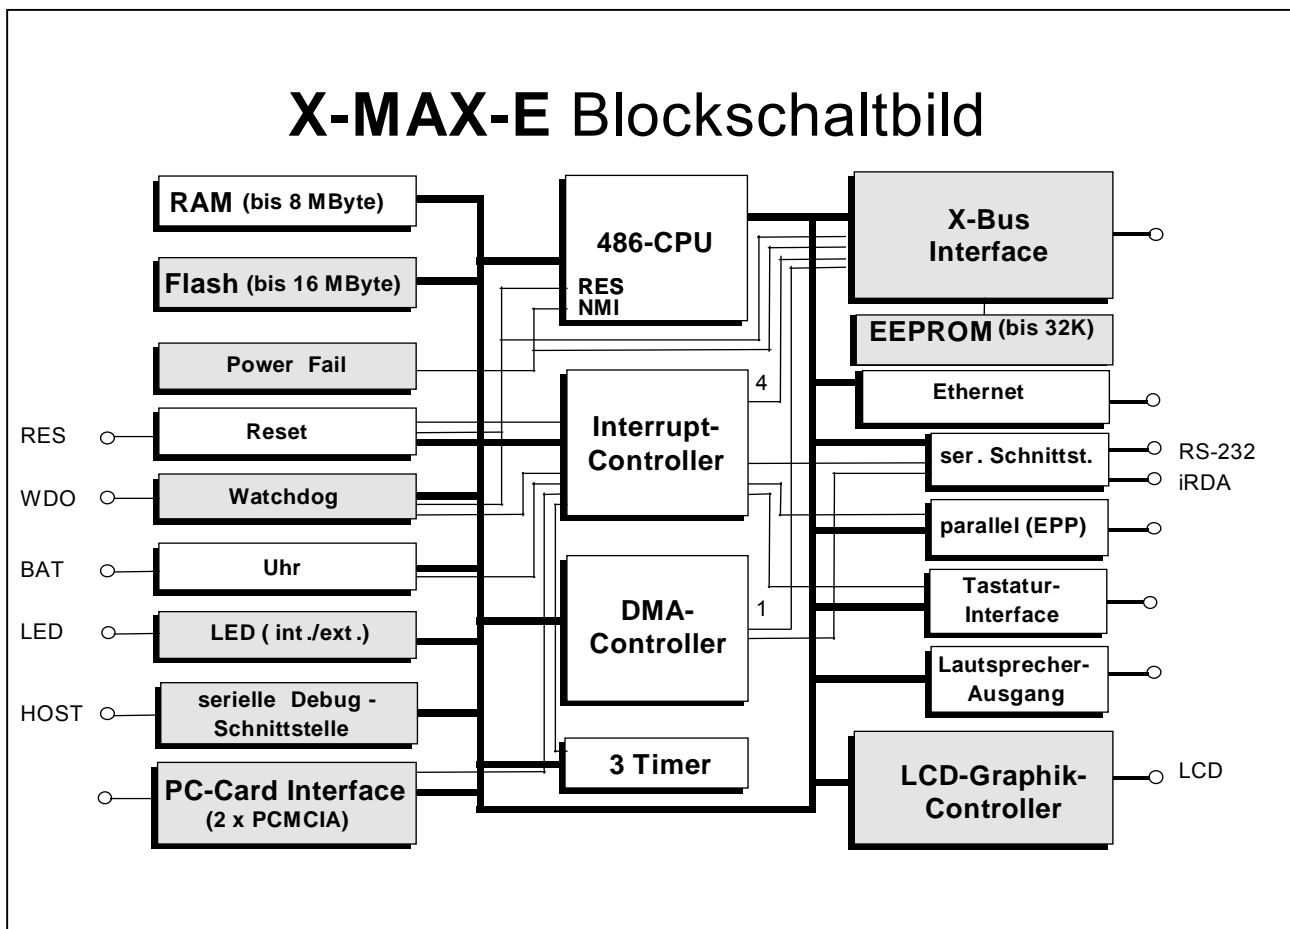 X-MAX-E Blockschaltbild
RAM (bis 8 MByte)
Flash (bis 16 MByte)
Power Fail
RES
Reset
WDO
Watchdog
BAT
Uhr
LED
LED ( int./ext.)
HOST
serielle Debug -
Schnittstelle
PC-Card Interface
(2 x PCMCIA)
486-CPU
RES
NMI
Interrupt-
Controller
4
DMA-
Controller
1
3 Timer
X-Bus
Interface
EEPROM (bis 32K)
Ethernet
ser. Schnittst.
RS-232
iRDA
parallel (EPP)
Tastatur-
Interface
Lautsprecher-
Ausgang
LCD-Graphik-
Controller
LCD